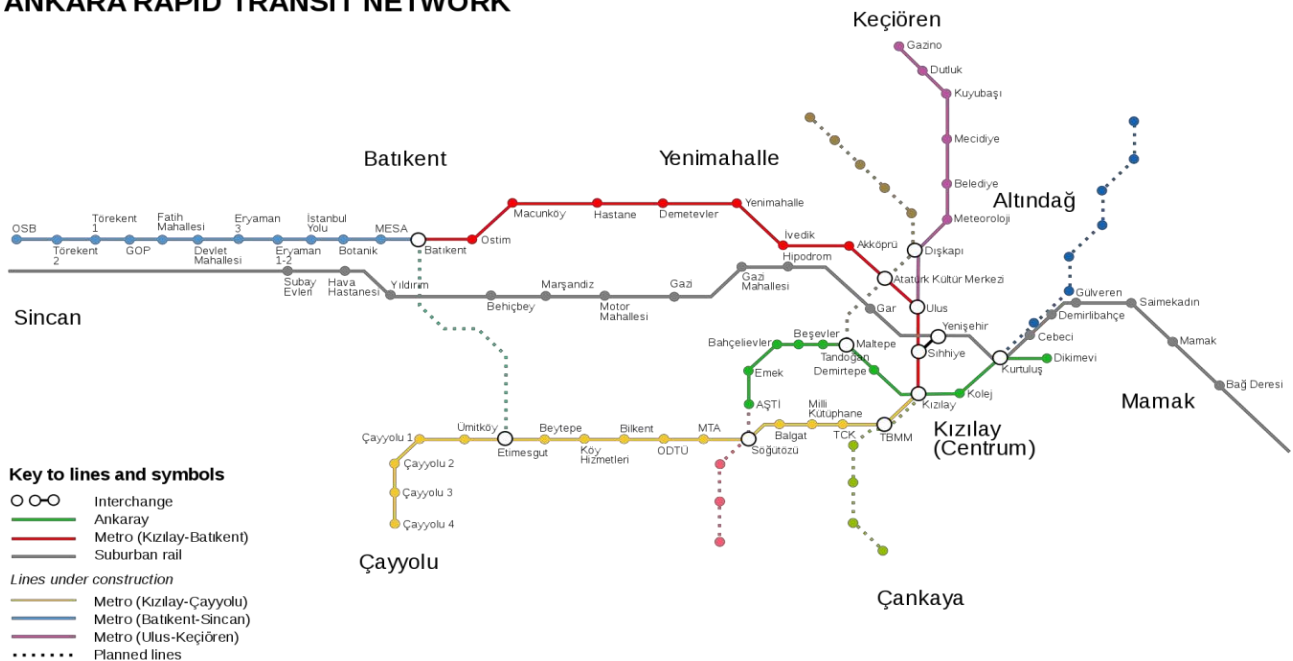 ANKARA RAPID TRANSIT NETWORK
Keçiören
Gazino
Dutluk
Kuyubaşı
Mecidiye
Batıkent
Yenimahalle
Belediye
Altındağ
Meteoroloji
OSB
Törekent
1
Fatih
Mahallesi
Eryaman
3
İstanbul
Yolu
MESA
Macunköy
Hastane
Demetevler
Yenimahalle
Törekent
2
GOP
Devlet
Mahallesi
Eryaman
1-2
Botanik
Batıkent
Ostim
İvedik
Akköprü
Dışkapı
Hipodrom
Subay
Evleri
Hava
Hastanesi
Yıldırım
Behiçbey
Marşandiz
Motor
Mahallesi
Gazi
Gazi
Mahallesi
Atatürk Kültür Merkezi
Gar
Ulus
Gülveren
Saimekadın
Demirlibahçe
Sincan
Yenişehir
Cebeci
Mamak
Bahçelievler
Beşevler
Maltepe
Tandoğan
Demirtepe
Sıhhiye
Kurtuluş
Dikimevi
Emek
Bağ Deresi
AŞTİ
Milli
Kütüphane
Kızılay
Kolej
Mamak
Çayyolu 1
Ümitköy
Etimesgut
Beytepe
Köy
Hizmetleri
Bilkent
ODTÜ
MTA
Söğütözü
Balgat
TCK
TBMM
Kızılay
(Centrum)
Çayyolu 2
Çayyolu 3
Çayyolu 4
Çayyolu
Çankaya
Key to lines and symbols
Interchange
Ankaray
Metro (Kızılay-Batıkent)
Suburban rail
Lines under construction
Metro (Kızılay-Çayyolu)
Metro (Batıkent-Sincan)
Metro (Ulus-Keçiören)
Planned lines